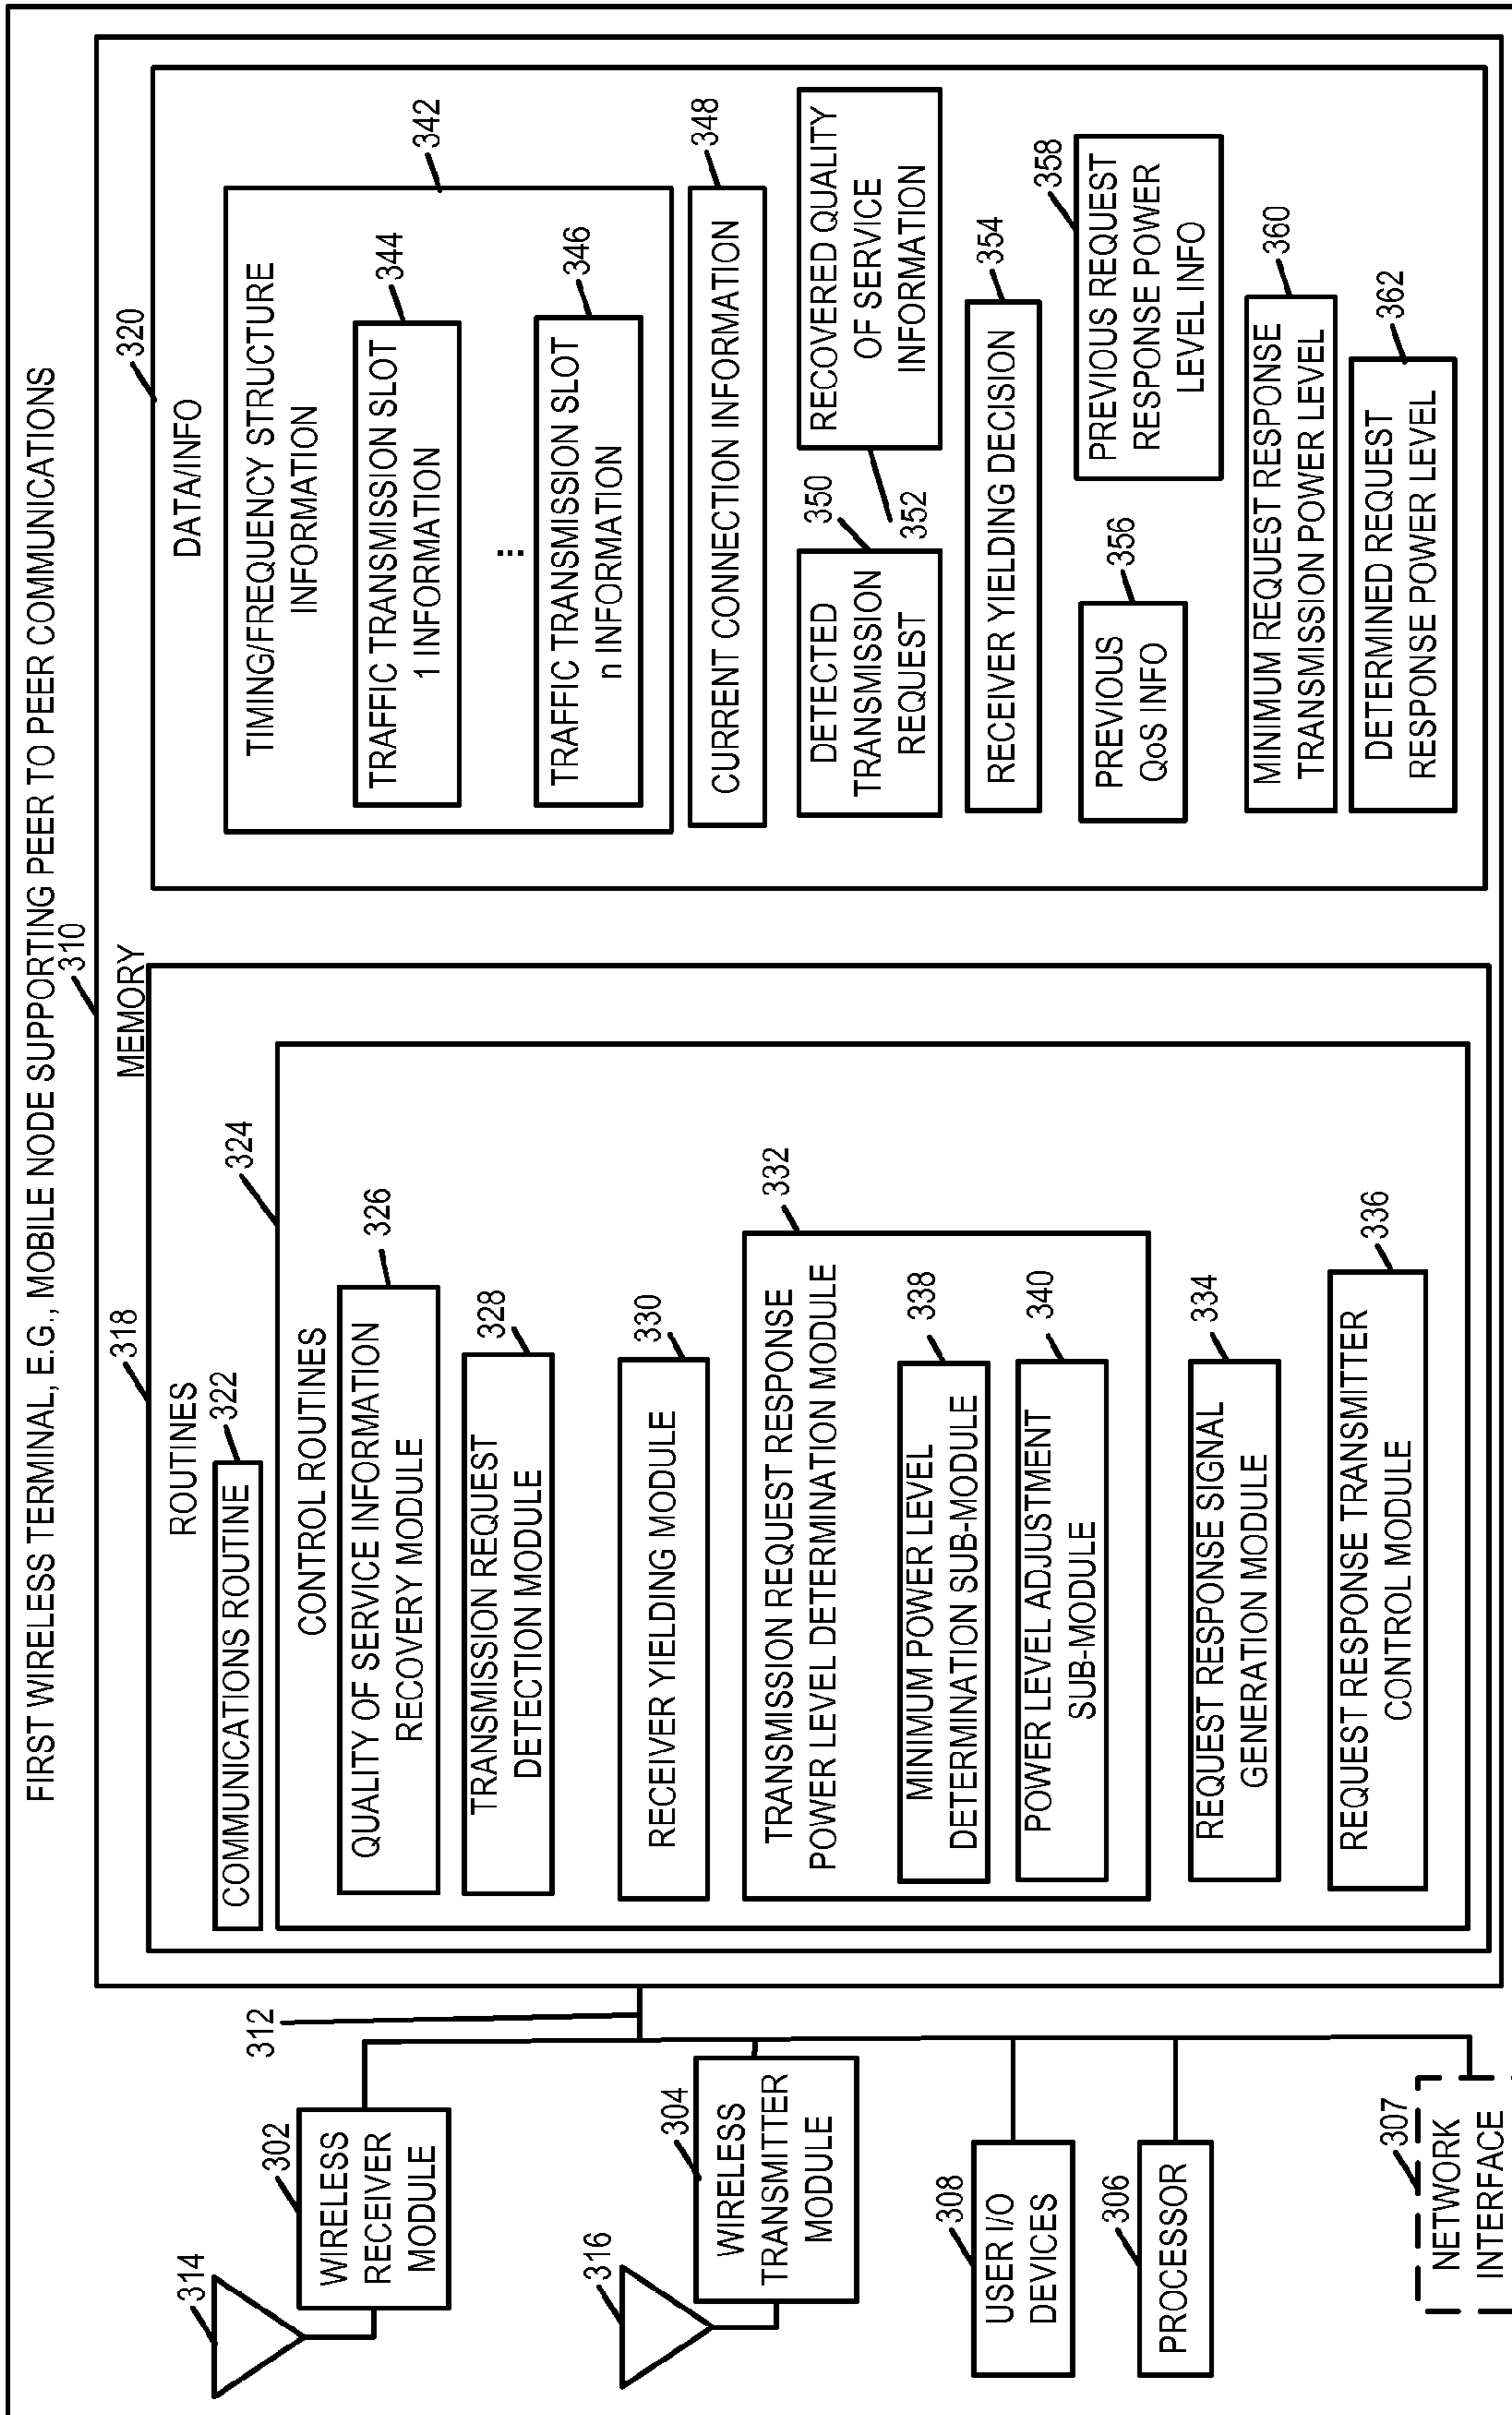 FIRST WIRELESS TERMINAL, E.G., MOBILE NODE SUPPORTING PEER TO PEER COMMUNICATIONS
310
314
302
WIRELESS
RECEIVER
MODULE
316
304
WIRELESS
TRANSMITTER
MODULE
308
USER I/O
DEVICES
306
PROCESSOR
307
NETWORK
INTERFACE
312
MEMORY
318
ROUTINES
322
COMMUNICATIONS ROUTINE
324
CONTROL ROUTINES
326
QUALITY OF SERVICE INFORMATION
RECOVERY MODULE
328
TRANSMISSION REQUEST
DETECTION MODULE
330
RECEIVER YIELDING MODULE
332
TRANSMISSION REQUEST RESPONSE
POWER LEVEL DETERMINATION MODULE
338
MINIMUM POWER LEVEL
DETERMINATION SUB-MODULE
340
POWER LEVEL ADJUSTMENT
SUB-MODULE
334
REQUEST RESPONSE SIGNAL
GENERATION MODULE
336
REQUEST RESPONSE TRANSMITTER
CONTROL MODULE
320
DATA/INFO
342
TIMING/FREQUENCY STRUCTURE
INFORMATION
344
TRAFFIC TRANSMISSION SLOT
1 INFORMATION
...
346
TRAFFIC TRANSMISSION SLOT
n INFORMATION
348
CURRENT CONNECTION INFORMATION
350
DETECTED
TRANSMISSION
REQUEST
352
RECOVERED QUALITY
OF SERVICE
INFORMATION
354
RECEIVER YIELDING DECISION
356
PREVIOUS
QoS INFO
358
PREVIOUS REQUEST
RESPONSE POWER
LEVEL INFO
360
MINIMUM REQUEST RESPONSE
TRANSMISSION POWER LEVEL
362
DETERMINED REQUEST
RESPONSE POWER LEVEL